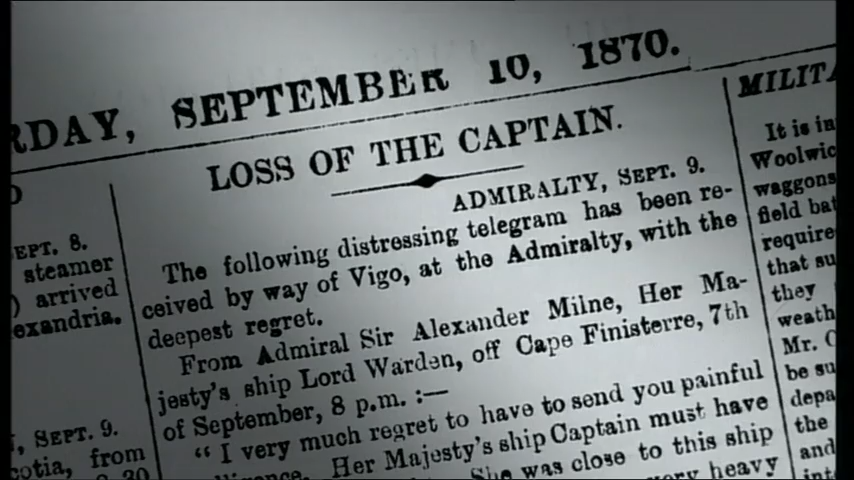 RDAY, SEPTEMBER 10, 1870.
SEPT. 8.
steamer
) arrived
exandria.
SEPT. 9.
cotia, from
LOSS OF THE CAPTAIN.
ADMIRALTY, SEPT. 9.
The following distressing telegram has been re-
ceived by way of Vigo, at the Admiralty, with the
deepest regret.
From Admiral Sir Alexander Milne, Her Ma-
jesty's ship Lord Warden, off Cape Finisterre, 7th
of September, 8 p.m. :—
" I very much regret to have to send you painful
Her Majesty's ship Captain must have
She was close to this ship
very heavy
MILITA
It is in
Woolwic
waggons
field bat
require
that su
they
weath
Mr. C
be su
depa
the
and